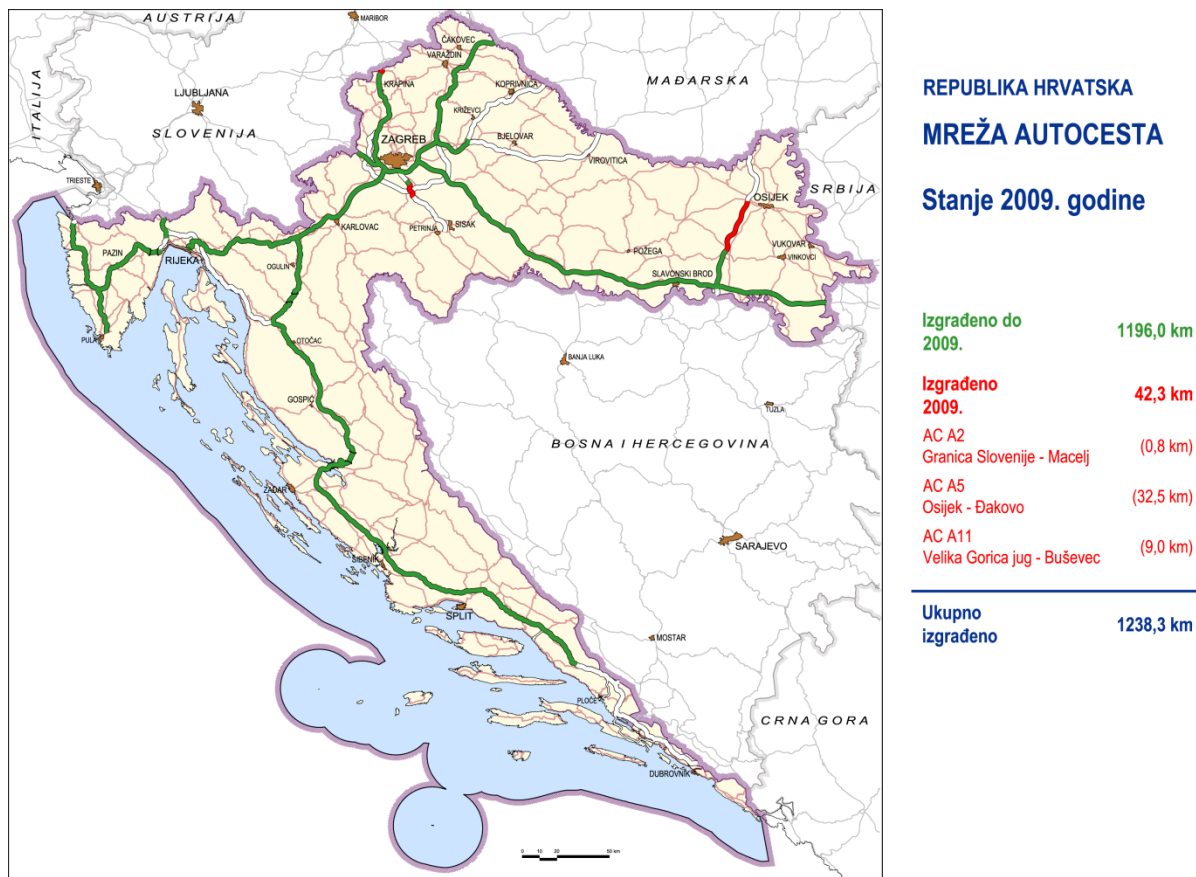 AUSTRIJA
MARIBOR
ČAKOVEC
VARAŽDIN
MAĐARSKA
KRAPINA
KOPRIVNICA
ITALIJA
LJUBLJANA
KRIŽEVCI
SLOVENIJA
ZAGREB
BJELOVAR
VIROVITICA
TRIESTE
SRBIJA
OSIJEK
KARLOVAC
PETRINJA
SISAK
PAZIN
RIJEKA
POŽEGA
VUKOVAR
VINKOVCI
OGULIN
SLAVONSKI BROD
PULA
OTOČAC
BANJA LUKA
GOSPIĆ
TUZLA
BOSNA I HERCEGOVINA
ZADAR
SARAJEVO
ŠIBENIK
SPLIT
MOSTAR
PLOČE
CRNA GORA
DUBROVNIK
0 10 20 50 km
REPUBLIKA HRVATSKA
MREŽA AUTOCESTA
Stanje 2009. godine
Izgrađeno do
2009. 1196,0 km
Izgrađeno
2009. 42,3 km
AC A2
Granica Slovenije - Macelj (0,8 km)
AC A5
Osijek - Đakovo (32,5 km)
AC A11
Velika Gorica jug - Buševec (9,0 km)
Ukupno
izgrađeno 1238,3 km